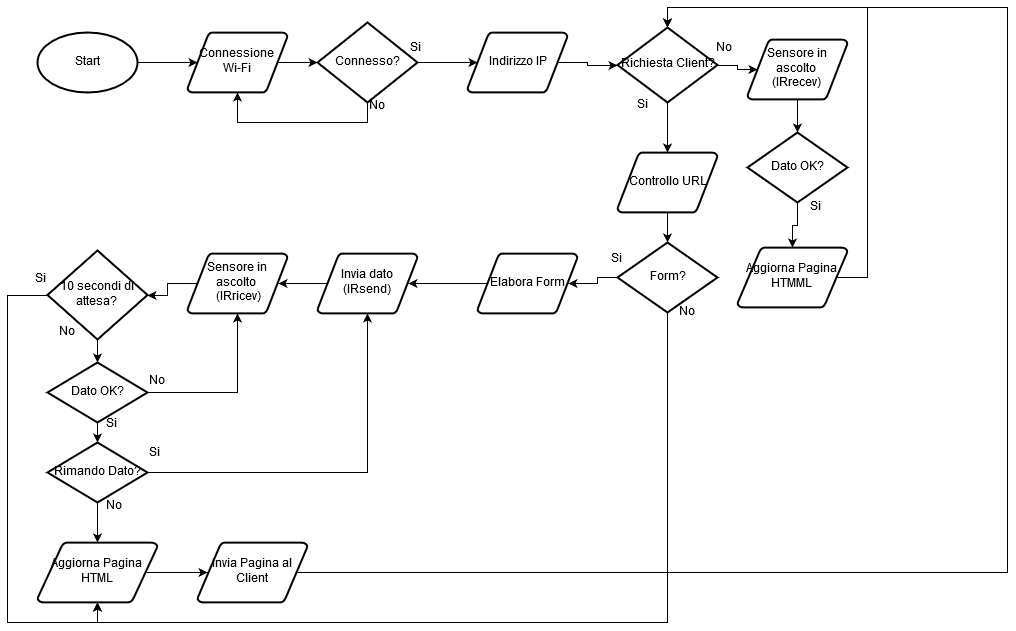 Start
Connessione
Wi-Fi
Connesso?
Si
No
Indirizzo IP
Richiesta Client?
No
Si
Sensore in
ascolto
(IRrecev)
Dato OK?
Si
Aggiorna Pagina
HTMML
Controllo URL
Form?
Si
No
Elabora Form
Invia dato
(IRsend)
Sensore in
ascolto
(IRricev)
10 secondi di
attesa?
Si
No
Dato OK?
No
Si
Rimando Dato?
Si
No
Aggiorna Pagina
HTML
Invia Pagina al
Client